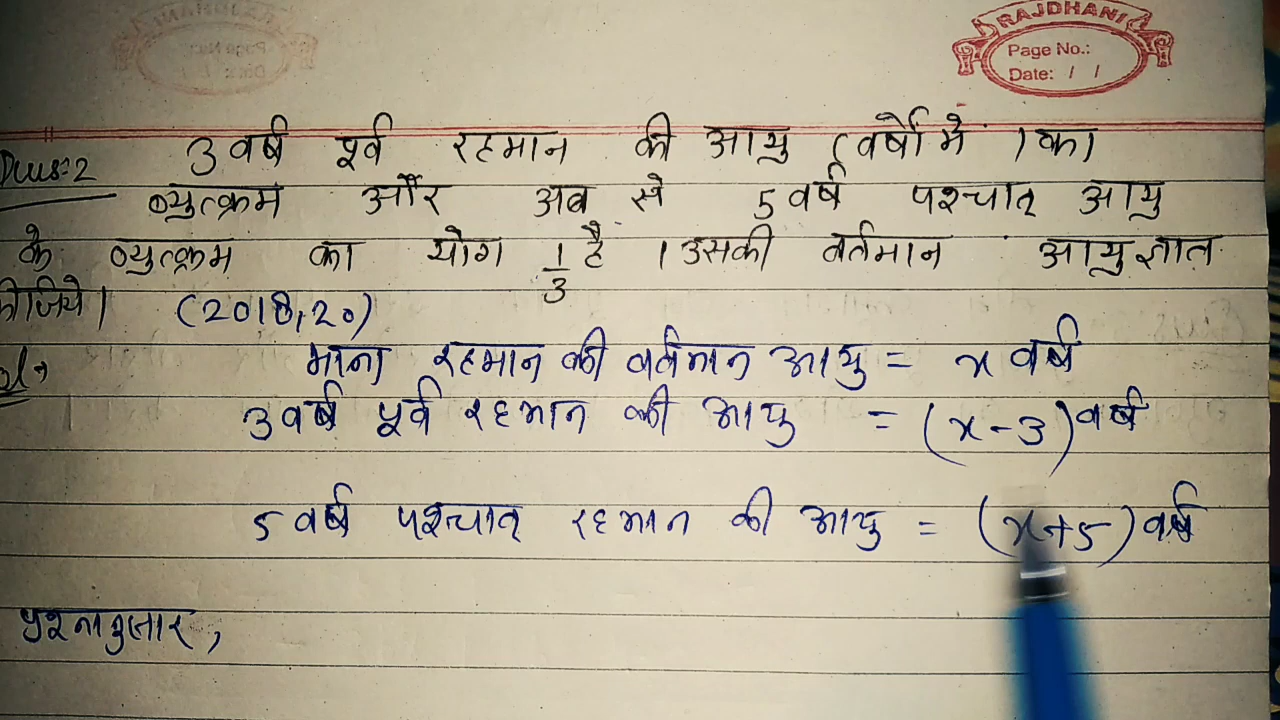 RAJDHANI
Page No.:
Date: / /
3 वर्ष पूर्व रहमान की आयु (वर्षो में ) का
व्युत्क्रम और अब से 5 वर्ष पश्चात् आयु
के व्युत्क्रम का योग 1/3 है । उसकी वर्तमान आयु ज्ञात
कीजिये। (2018,20)
माना रहमान की वर्तमान आयु = x वर्ष
3 वर्ष पूर्व रहमान की आयु = (x-3) वर्ष
5 वर्ष पश्चात् रहमान की आयु = (x+5) वर्ष
प्रश्नानुसार,